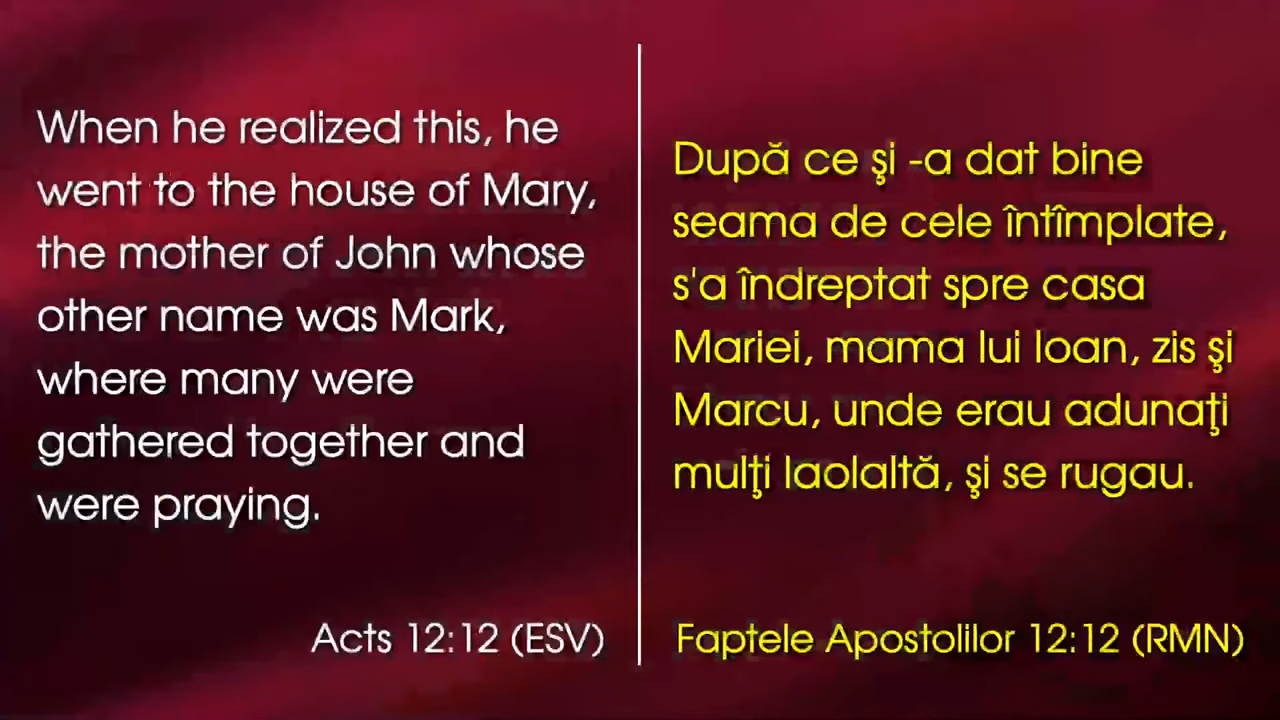 When he realized this, he
went to the house of Mary,
the mother of John whose
other name was Mark,
where many were
gathered together and
were praying.
Acts 12:12 (ESV)
După ce şi -a dat bine
seama de cele întîmplate,
s'a îndreptat spre casa
Mariei, mama lui Ioan, zis şi
Marcu, unde erau adunaţi
mulţi laolaltă, şi se rugau.
Faptele Apostolilor 12:12 (RMN)